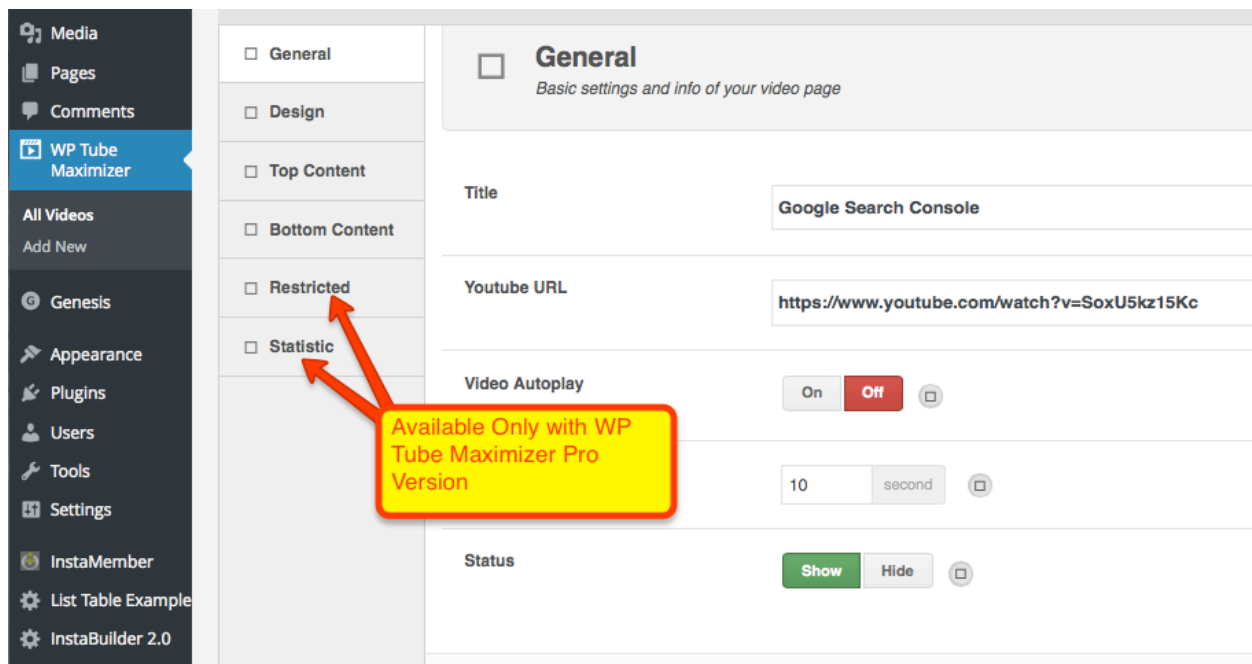 Media
Pages
Comments
WP Tube
Maximizer
All Videos
Add New
Genesis
Appearance
Plugins
Users
Tools
Settings
InstaMember
List Table Example
InstaBuilder 2.0
General
Design
Top Content
Bottom Content
Restricted
Statistic
Available Only with WP
Tube Maximizer Pro
Version
General
Basic settings and info of your video page
Title
Google Search Console
Youtube URL
https://www.youtube.com/watch?v=SoxU5kz15Kc
Video Autoplay
On Off
10 second
Status
Show Hide